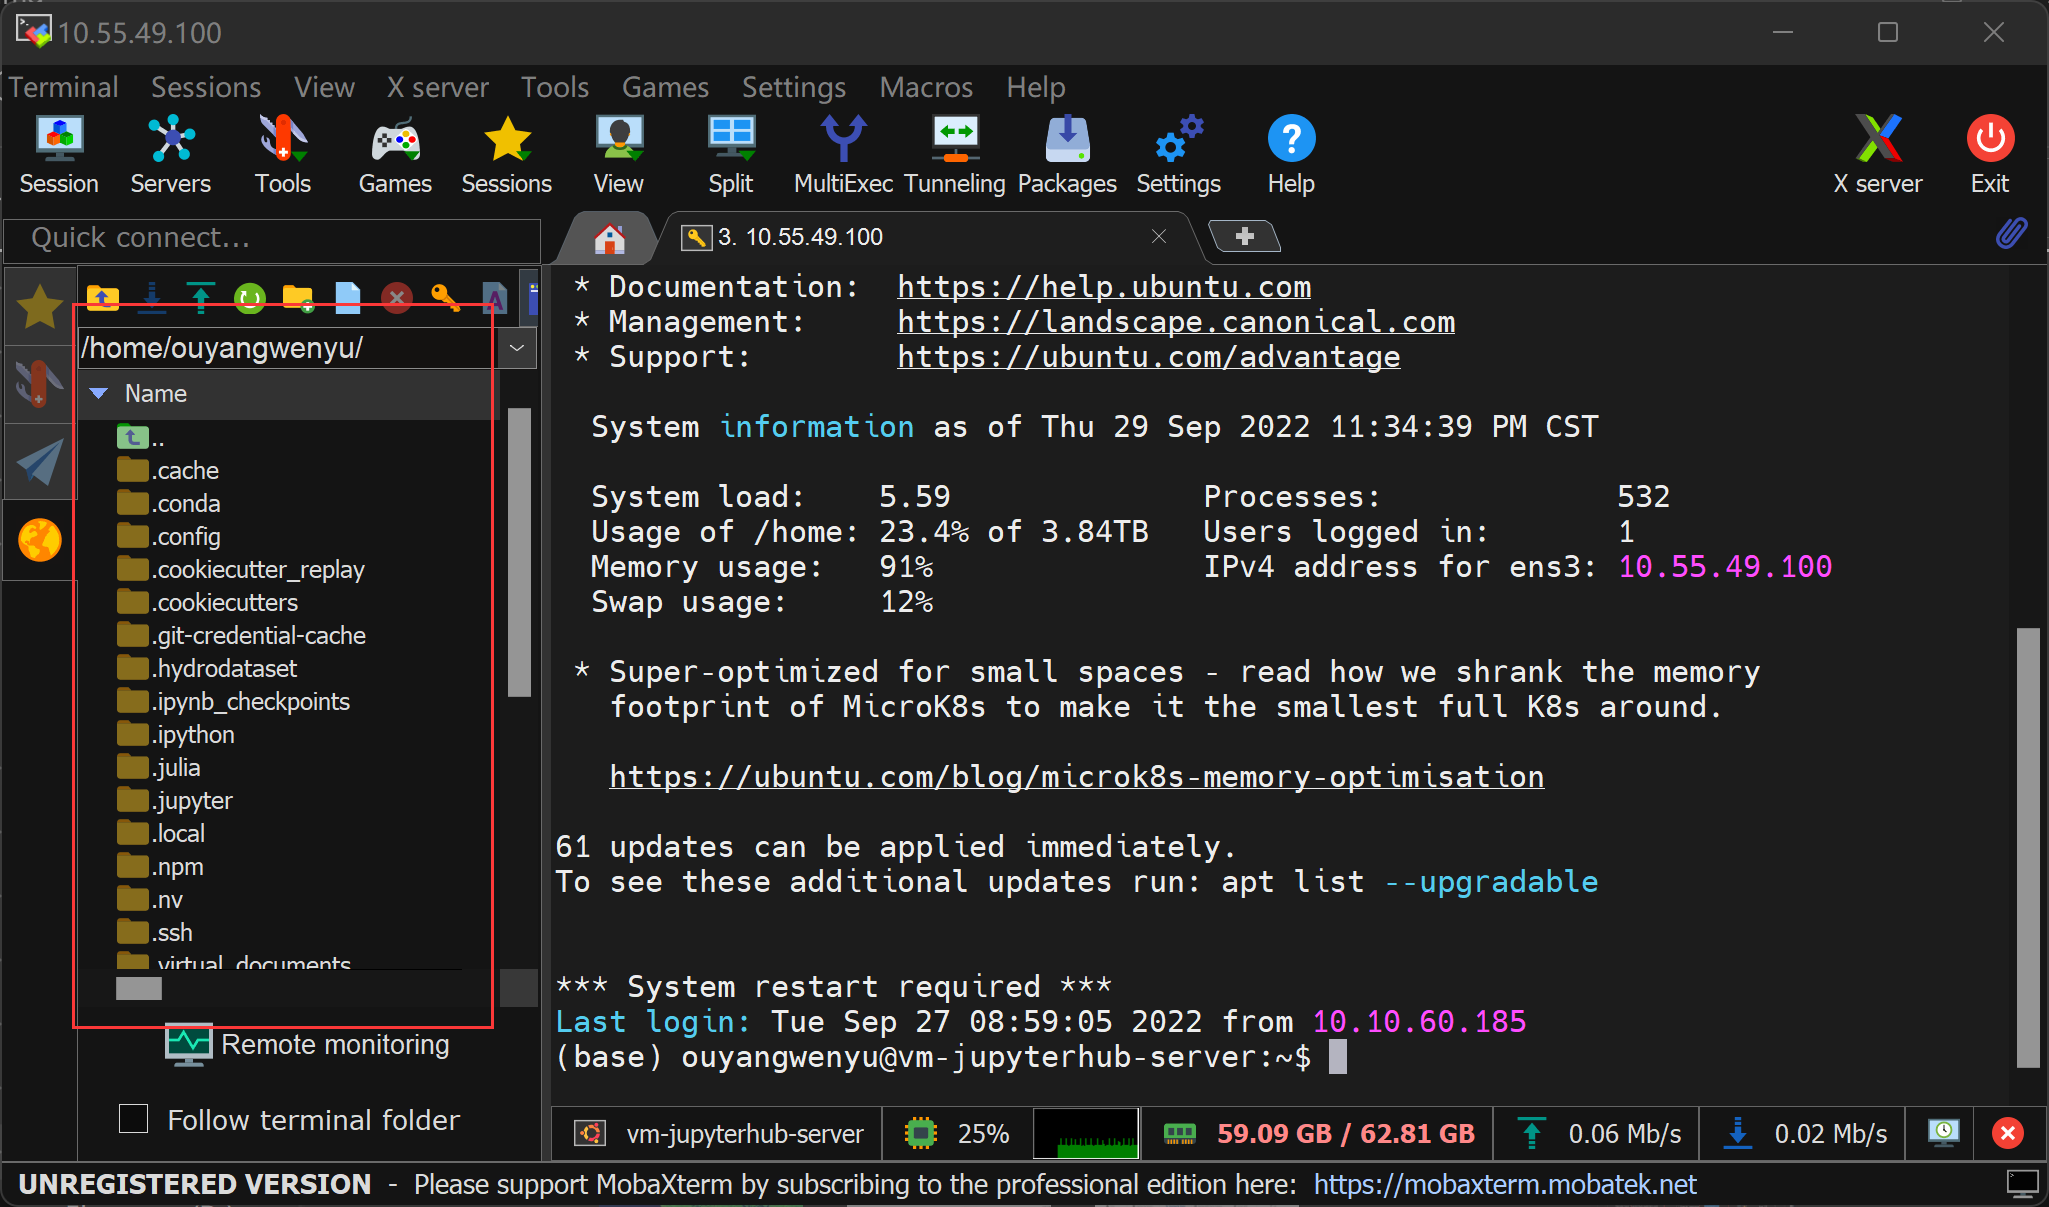 10.55.49.100
Terminal Sessions View X server Tools Games Settings Macros Help
Session Servers Tools Games Sessions View Split MultiExec Tunneling Packages Settings Help X server Exit
Quick connect...
3. 10.55.49.100
/home/ouyangwenyu/
Name
..
.cache
.conda
.config
.cookiecutter_replay
.cookiecutters
.git-credential-cache
.hydrodataset
.ipynb_checkpoints
.ipython
.julia
.jupyter
.local
.npm
.nv
.ssh
.virtual_documents
Remote monitoring
Follow terminal folder
* Documentation: https://help.ubuntu.com
* Management: https://landscape.canonical.com
* Support: https://ubuntu.com/advantage
System information as of Thu 29 Sep 2022 11:34:39 PM CST
System load: 5.59 Processes: 532
Usage of /home: 23.4% of 3.84TB Users logged in: 1
Memory usage: 91% IPv4 address for ens3: 10.55.49.100
Swap usage: 12%
* Super-optimized for small spaces - read how we shrank the memory
footprint of MicroK8s to make it the smallest full K8s around.
https://ubuntu.com/blog/microk8s-memory-optimisation
61 updates can be applied immediately.
To see these additional updates run: apt list --upgradable
*** System restart required ***
Last login: Tue Sep 27 08:59:05 2022 from 10.10.60.185
(base) ouyangwenyu@vm-jupyterhub-server:~$
vm-jupyterhub-server 25% 59.09 GB / 62.81 GB 0.06 Mb/s 0.02 Mb/s
UNREGISTERED VERSION - Please support MobaXterm by subscribing to the professional edition here: https://mobaxterm.mobatek.net